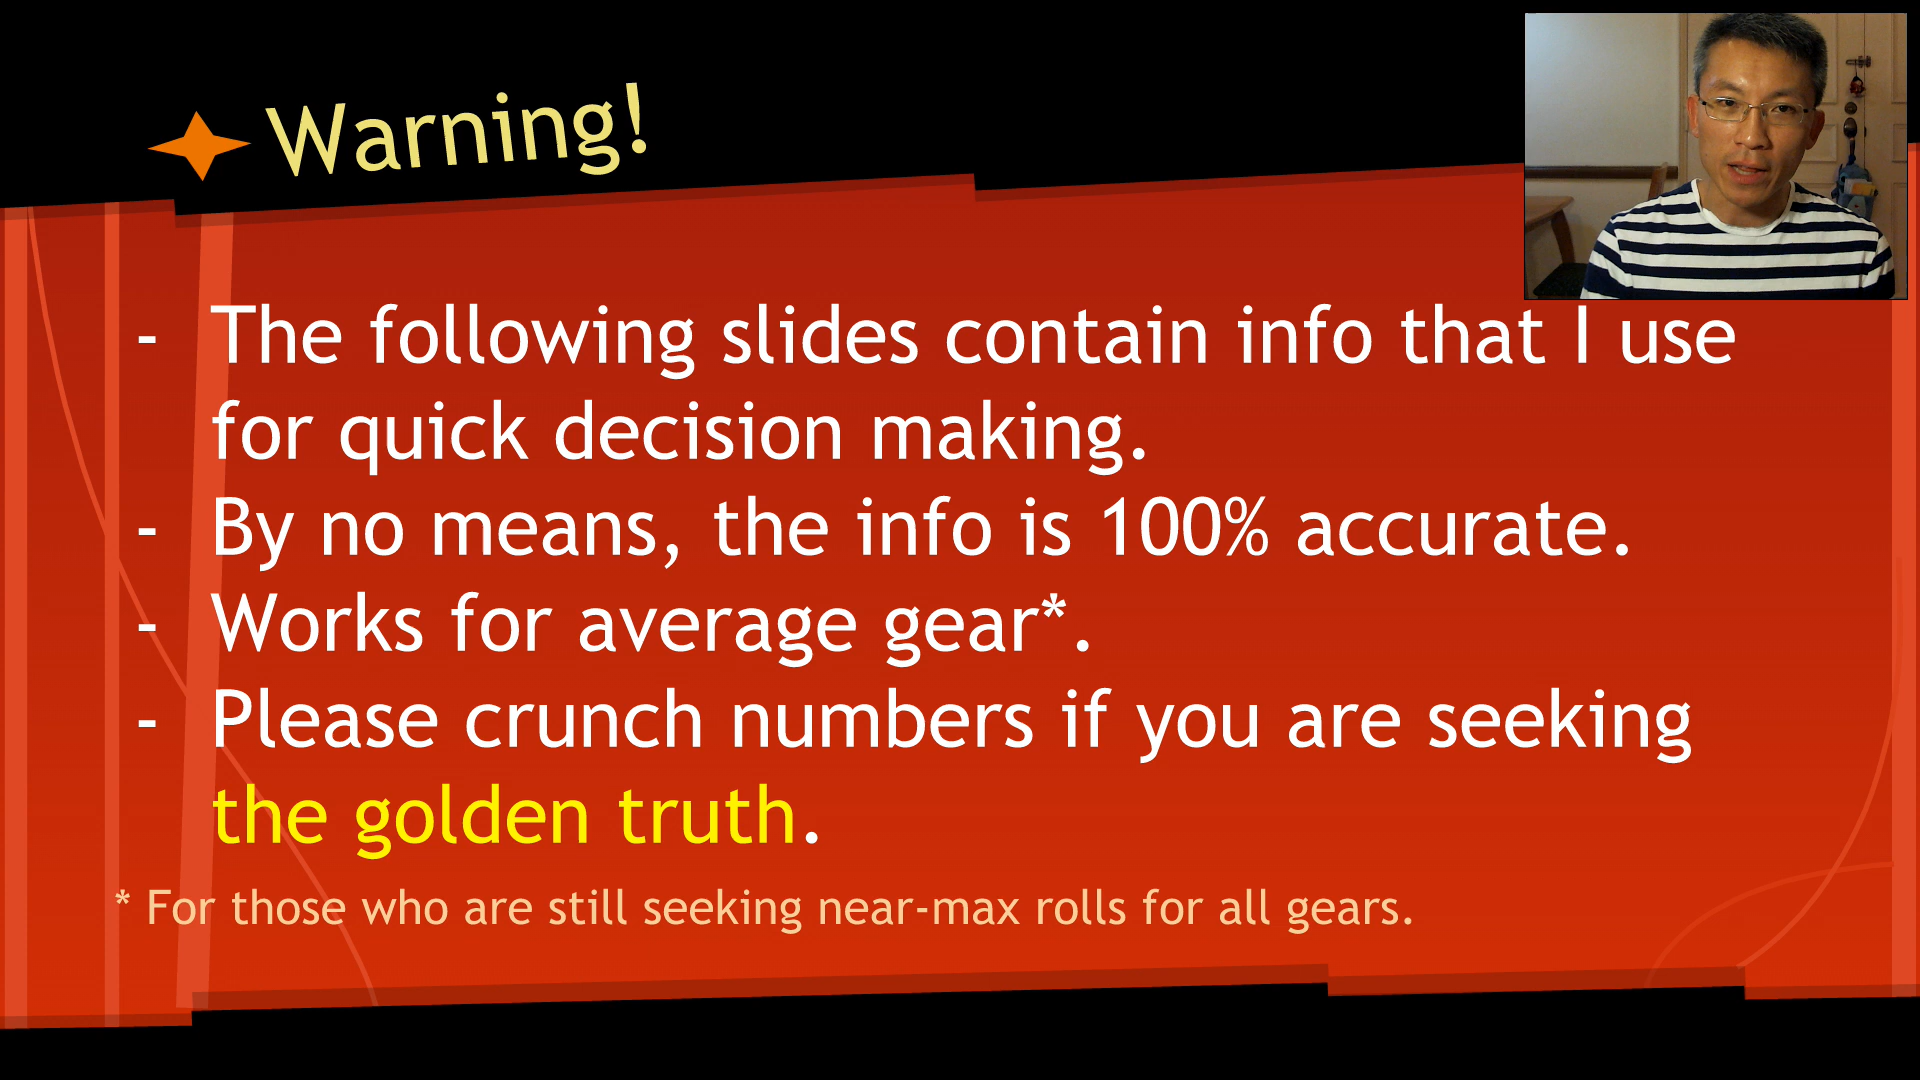 Warning!
- The following slides contain info that I use
for quick decision making.
- By no means, the info is 100% accurate.
- Works for average gear*.
- Please crunch numbers if you are seeking
the golden truth.
* For those who are still seeking near-max rolls for all gears.